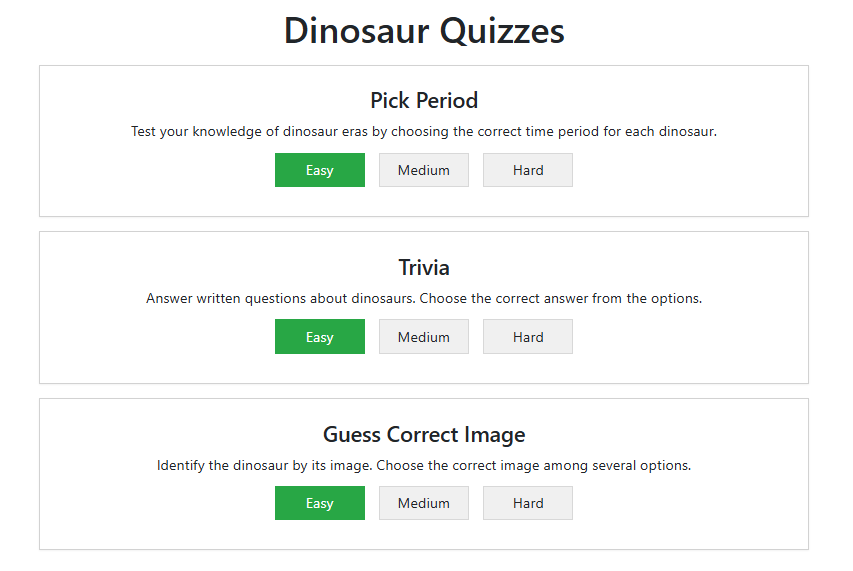 Dinosaur Quizzes
Pick Period
Test your knowledge of dinosaur eras by choosing the correct time period for each dinosaur.
Easy Medium Hard
Trivia
Answer written questions about dinosaurs. Choose the correct answer from the options.
Easy Medium Hard
Guess Correct Image
Identify the dinosaur by its image. Choose the correct image among several options.
Easy Medium Hard